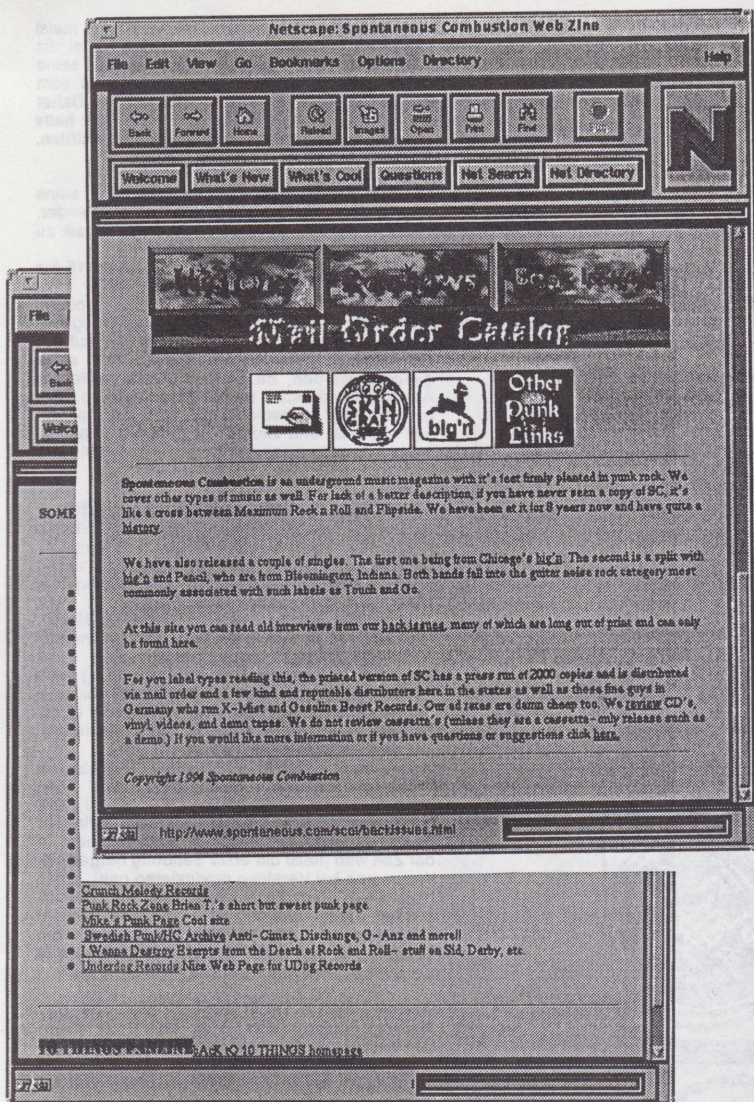 Netscape: Spontaneous Combustion Web Zine
File Edit View Go Bookmarks Options Directory Help
Back Forward Home Reload Images Open Print Find
Welcome What's New What's Cool Questions Net Search Net Directory
N
History Reviews Back Issues
Mail Order Catalog
SKIN GRAFT
big'n
Other
Punk
Links
Spontaneous Combustion is an underground music magazine with it's feet firmly planted in punk rock. We
cover other types of music as well. For lack of a better description, if you have never seen a copy of SC, it's
like a cross between Maximum Rock n Roll and Flipside. We have been at it for 8 years now and have quite a
history.
We have also released a couple of singles. The first one being from Chicago's big'n. The second is a split with
big'n and Pencil, who are from Bloomington, Indiana. Both bands fall into the guitar noise rock category most
commonly associated with such labels as Touch and Go.
At this site you can read old interviews from our back issues, many of which are long out of print and can only
be found here.
For you label types reading this, the printed version of SC has a press run of 2000 copies and is distributed
via mail order and a few kind and reputable distributors here in the states as well as those fine guys in
Germany who run X-Mist and Gasoline Boost Records. Our ad rates are damn cheap too. We review CD's,
vinyl, videos, and demo tapes. We do not review cassette's (unless they are a cassette-only release such as
a demo.) If you would like more information or if you have questions or suggestions click here.
Copyright 1994 Spontaneous Combustion
http://www.spontaneous.com/scoi/backissues.html
File
Back
Welco
SOME
Crunch Melody Records
Punk Rock Zone Brian T.'s short but sweet punk page
Mike's Punk Page Cool site
Swedish Punk/HC Archive Anti-Cimex, Discharge, G-Anx and more!!
I Wanna Destroy Exerpts from the Death of Rock and Roll- stuff on Sid, Darby, etc.
Underdog Records Nice Web Page for UDog Records
bAcK tO 10 THINGS homepage